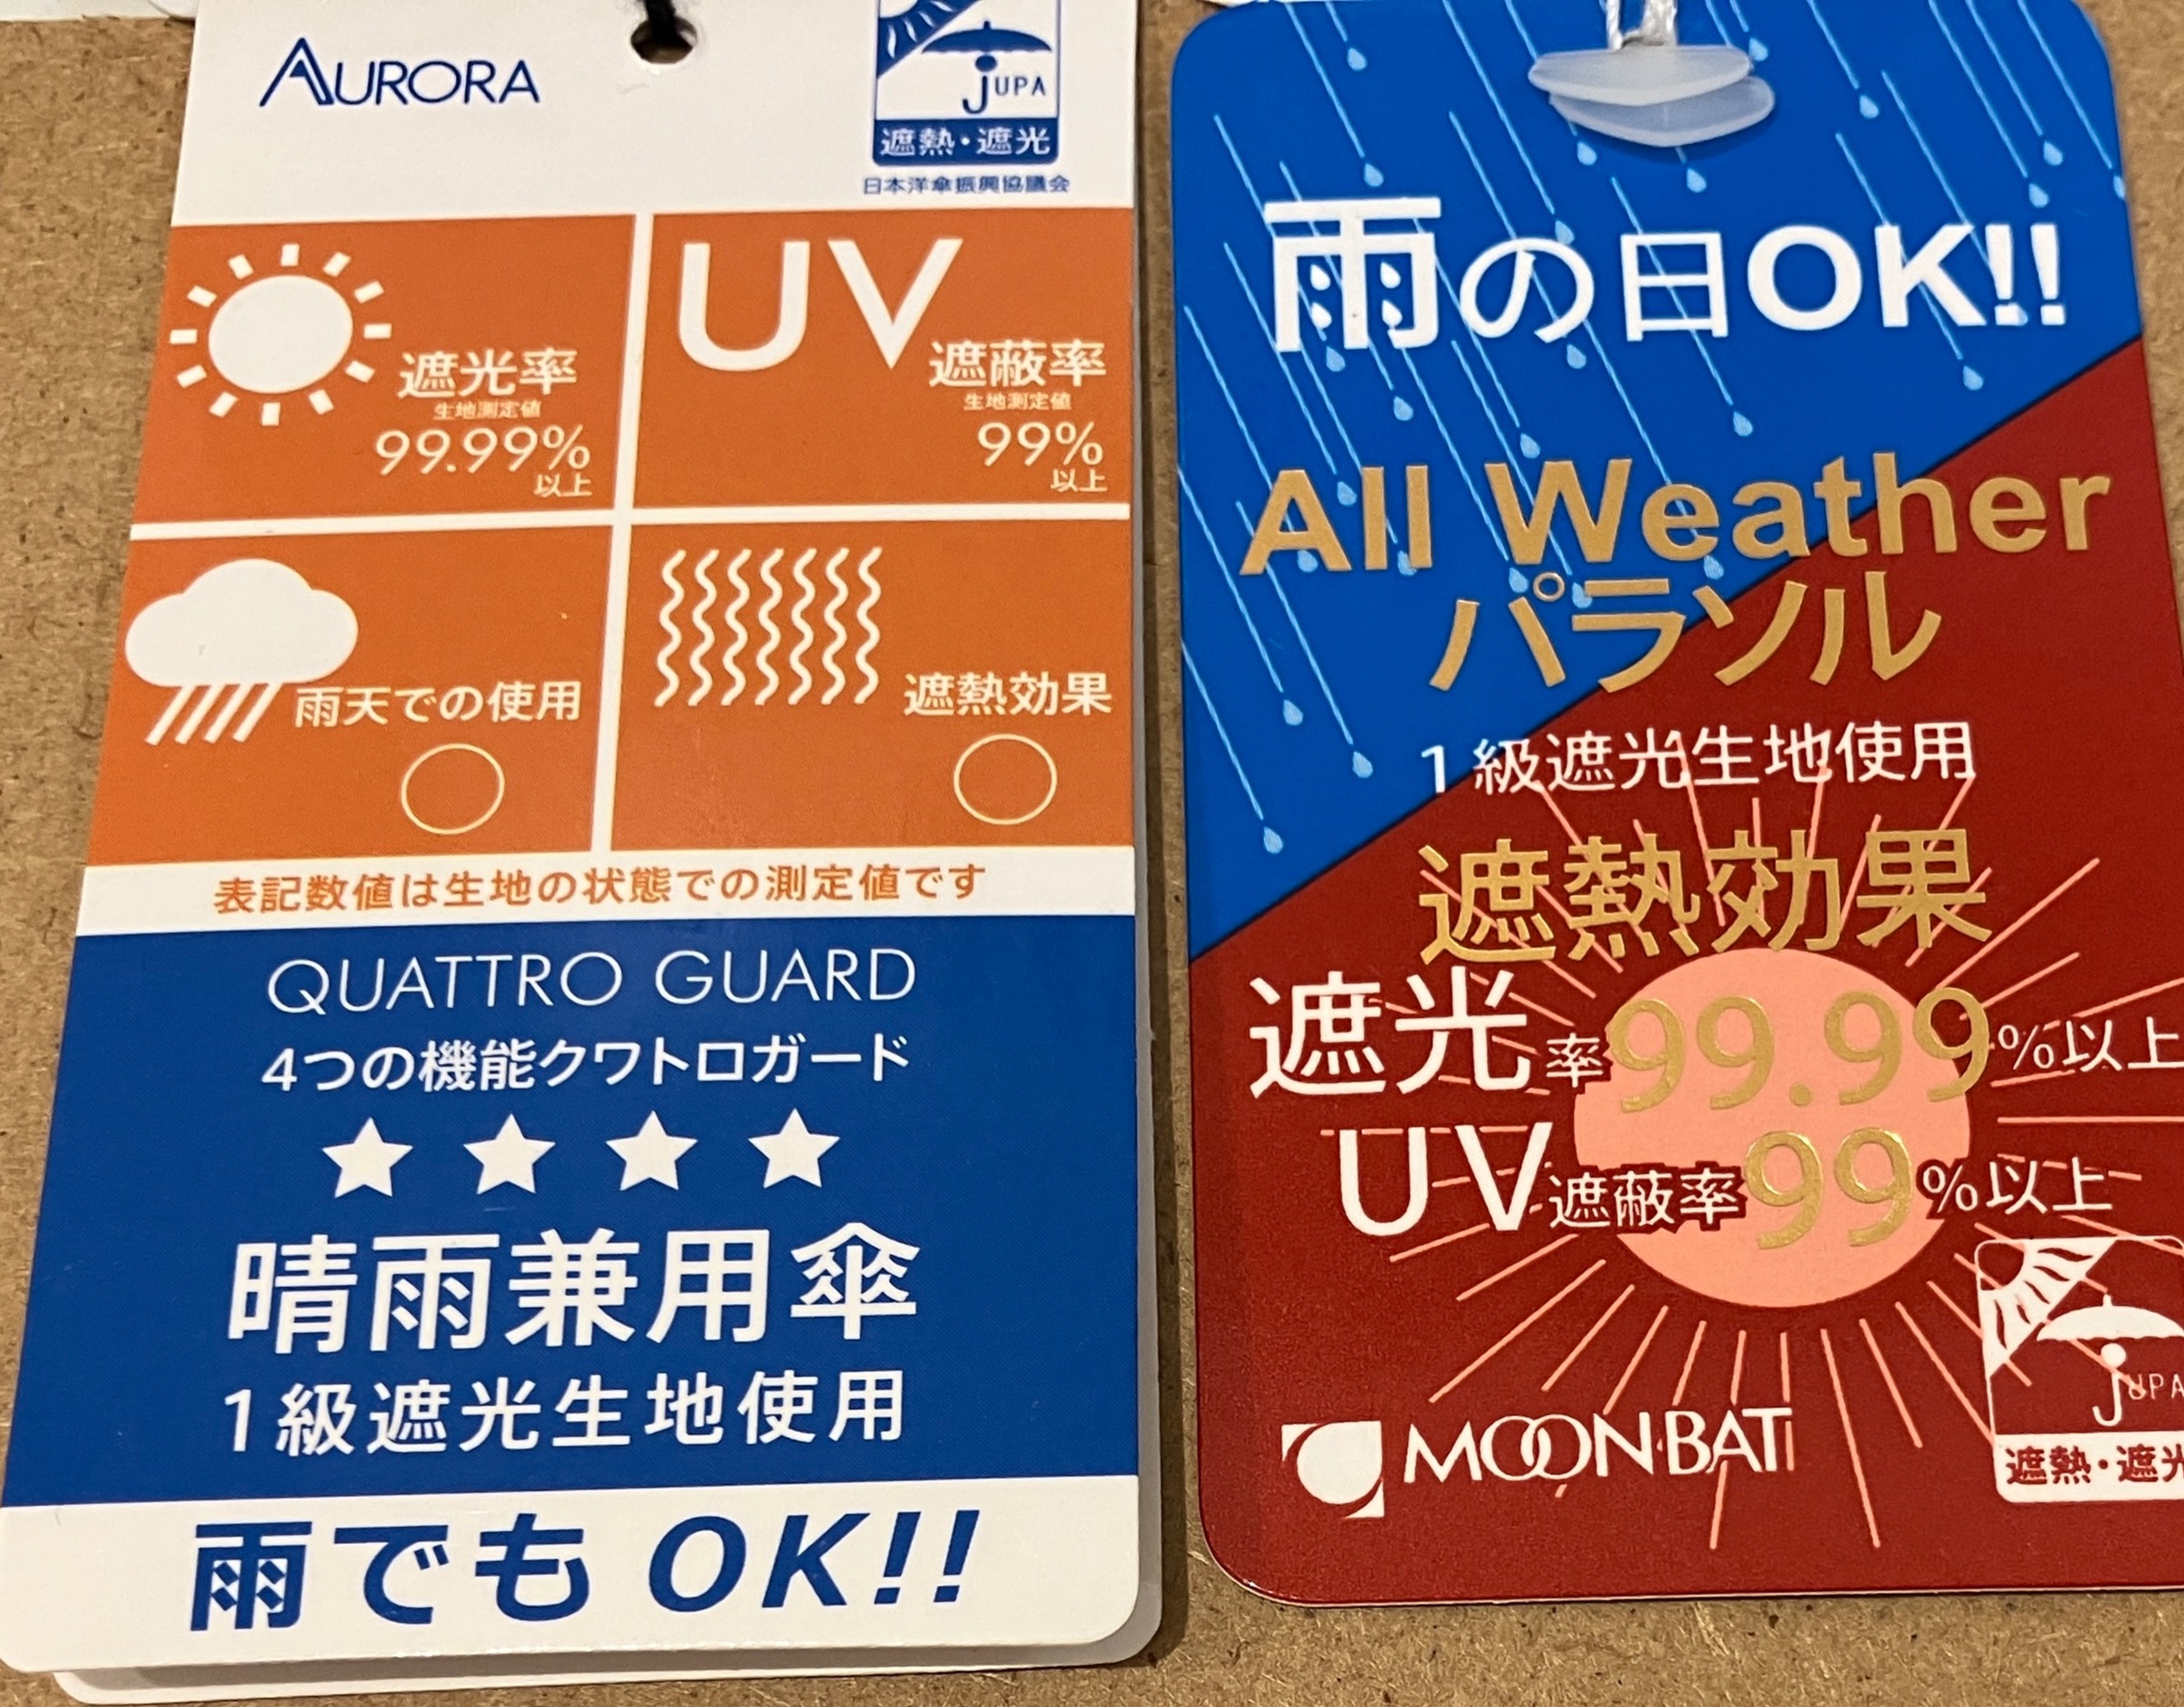 AURORA
JUPA
遮熱・遮光
日本洋傘振興協議会
遮光率
生地測定値
99.99%
以上
UV
遮蔽率
生地測定値
99%
以上
雨天での使用
遮熱効果
表記数値は生地の状態での測定値です
QUATTRO GUARD
4つの機能クワトロガード
晴雨兼用傘
1級遮光生地使用
雨でもOK!!
雨の日OK!!
All Weather
パラソル
1級遮光生地使用
遮熱効果
遮光率99.99%以上
UV遮蔽率99%以上
MOONBAT
JUPA
遮熱・遮光